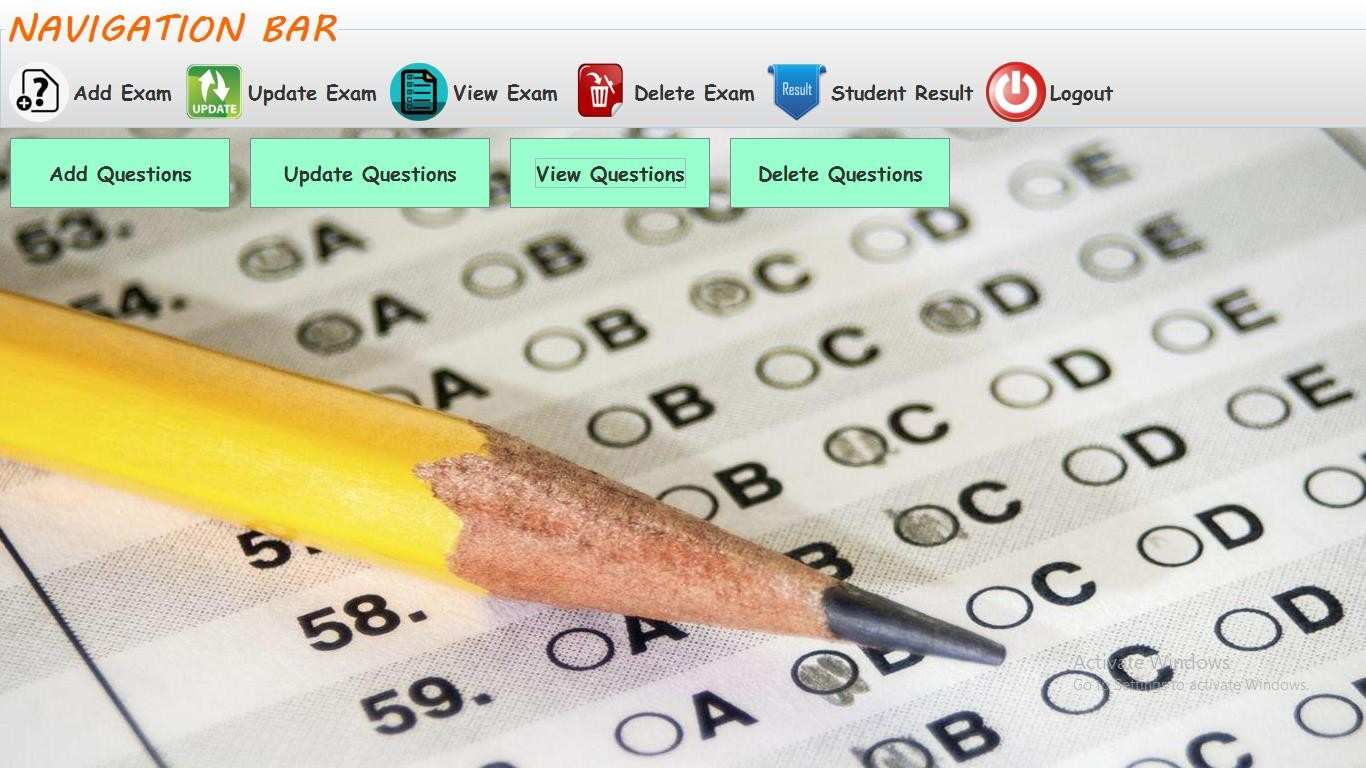 NAVIGATION BAR
Add Exam
UPDATE
Update Exam
View Exam
Delete Exam
Result
Student Result
Logout
Add Questions
Update Questions
View Questions
Delete Questions
E
53. A B C D E
54. A B C D E
A B C D E
B C D
57. B C D
58. A B C D
59. A B C
Activate Windows
Go to Settings to activate Windows.